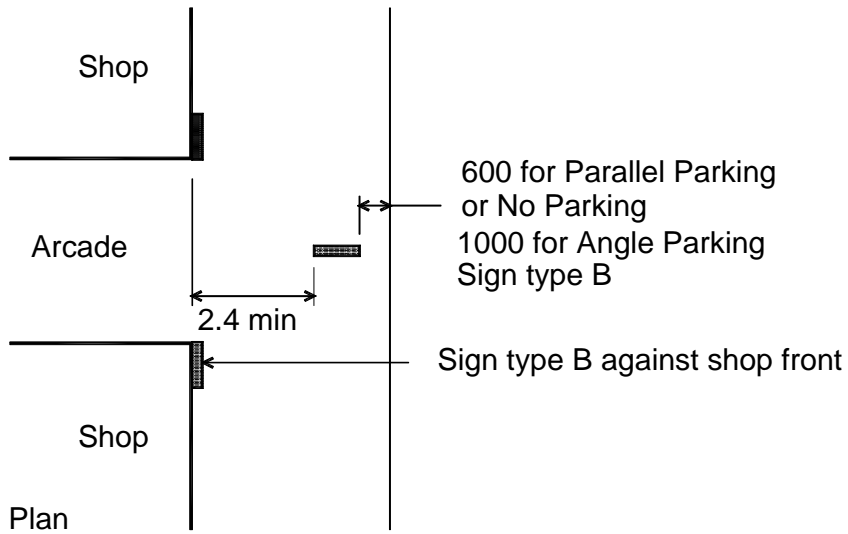 Shop
600 for Parallel Parking
or No Parking
1000 for Angle Parking
Sign type B
Arcade
2.4 min
Sign type B against shop front
Shop
Plan